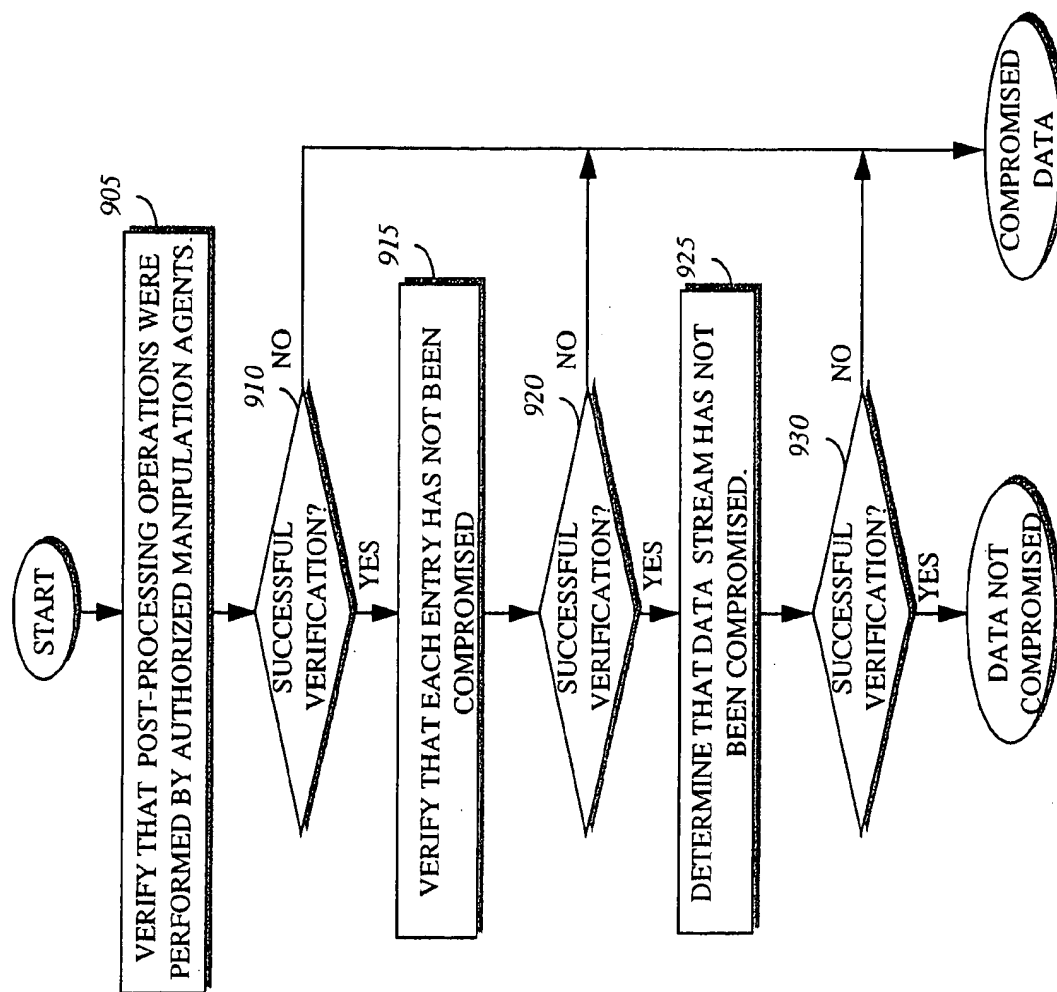 START
905
VERIFY THAT POST-PROCESSING OPERATIONS WERE
PERFORMED BY AUTHORIZED MANIPULATION AGENTS.
910
SUCCESSFUL
VERIFICATION?
NO
YES
915
VERIFY THAT EACH ENTRY HAS NOT BEEN
COMPROMISED
920
SUCCESSFUL
VERIFICATION?
NO
YES
925
DETERMINE THAT DATA STREAM HAS NOT
BEEN COMPROMISED.
930
SUCCESSFUL
VERIFICATION?
NO
YES
DATA NOT
COMPROMISED
COMPROMISED
DATA